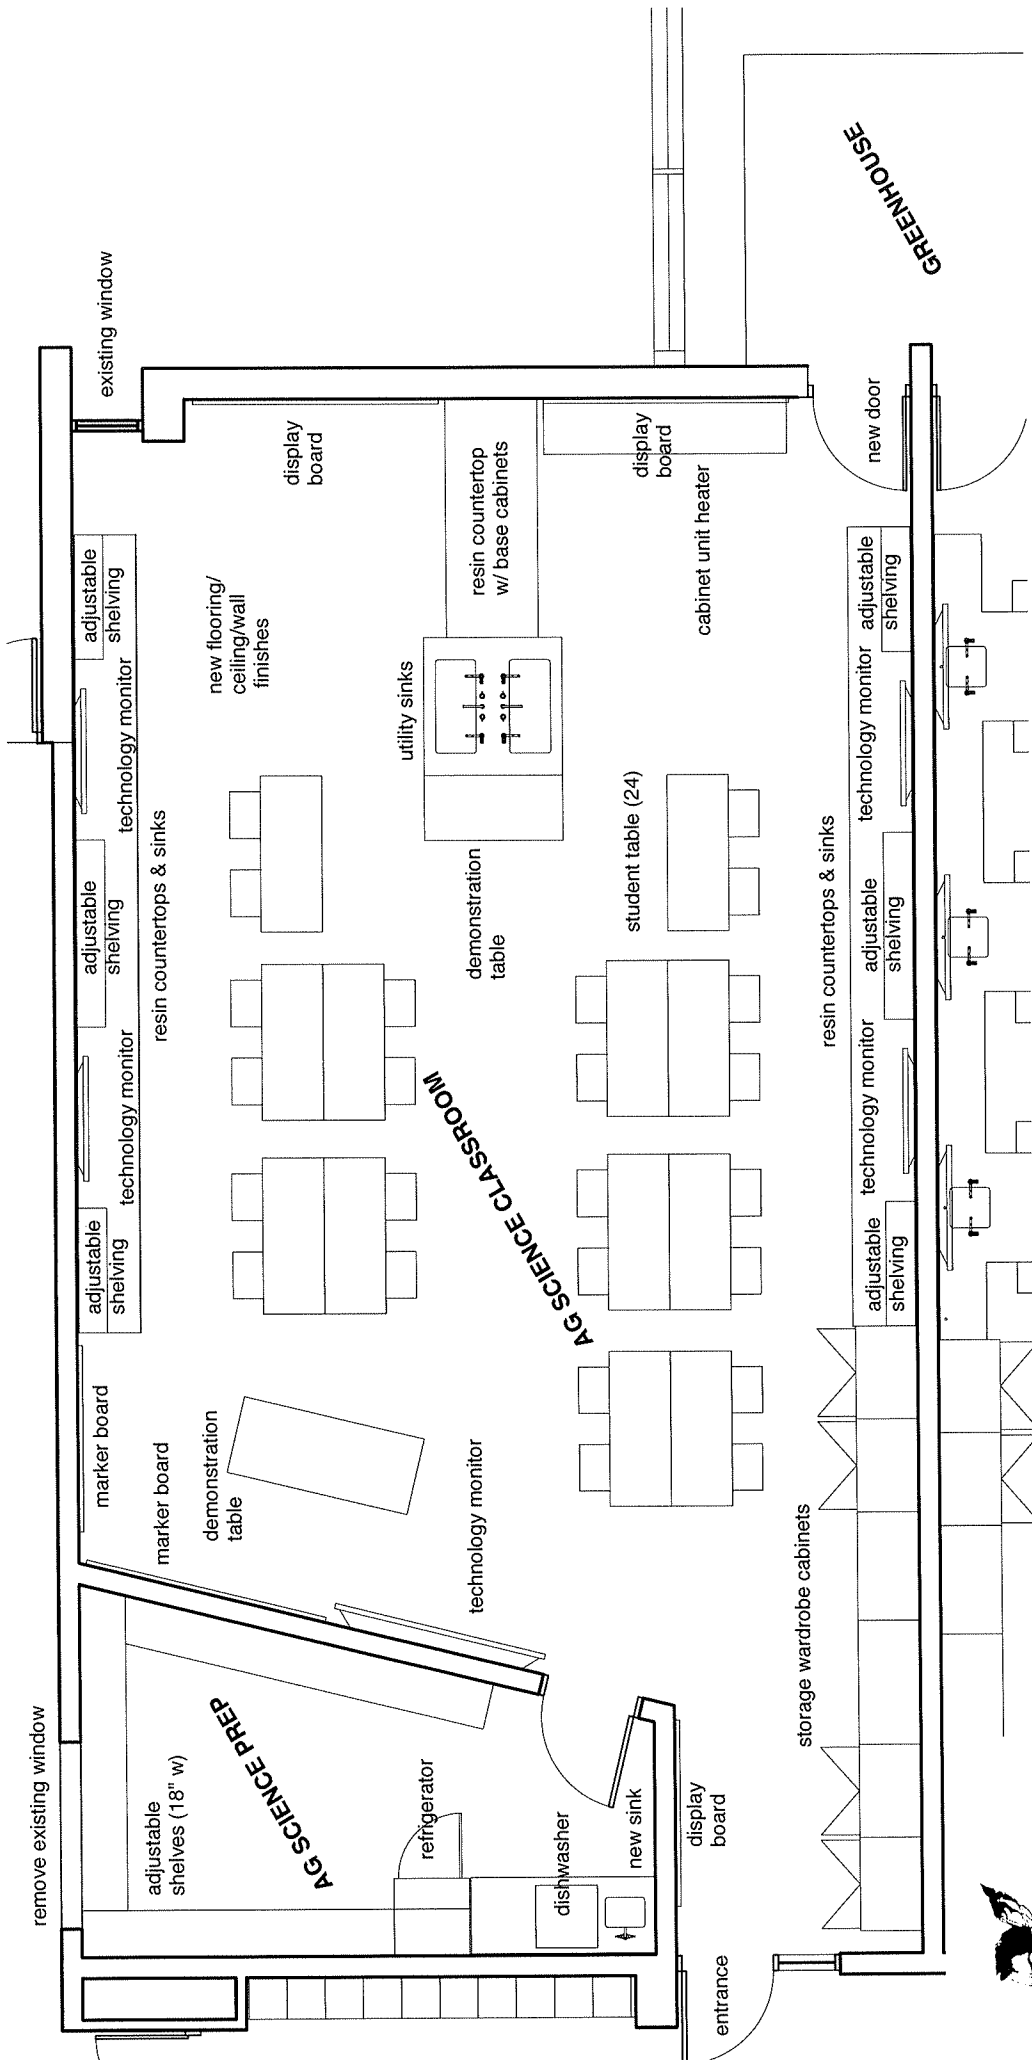 remove existing window
existing window
marker board
adjustable
shelving
technology monitor
adjustable
shelving
technology monitor
adjustable
shelving
resin countertops & sinks
marker board
demonstration
table
new flooring/
ceiling/wall
finishes
display
board
adjustable
shelves (18" w)
AG SCIENCE PREP
refrigerator
dishwasher
new sink
technology monitor
AG SCIENCE CLASSROOM
demonstration
table
utility sinks
resin countertop
w/ base cabinets
student table (24)
display
board
cabinet unit heater
display
board
entrance
storage wardrobe cabinets
resin countertops & sinks
adjustable
shelving
technology monitor
adjustable
shelving
technology monitor
adjustable
shelving
new door
GREENHOUSE